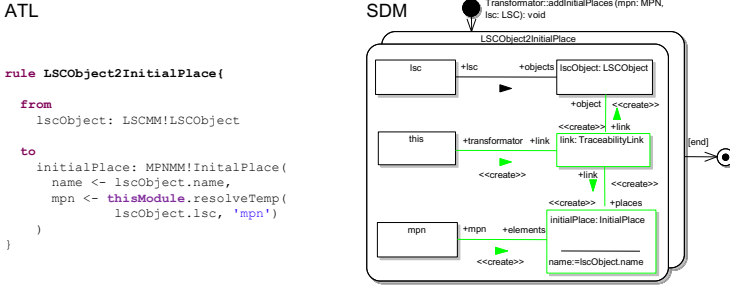 ATL
rule LSCObject2InitialPlace{
from
lscObject: LSCMM!LSCObject
to
initialPlace: MPNMM!InitalPlace(
name <- lscObject.name,
mpn <- thisModule.resolveTemp(
lscObject.lsc, 'mpn')
)
}
SDM
Transformator::addInitialPlaces (mpn: MPN,
lsc: LSC): void
LSCObject2InitialPlace
lsc
+lsc
+objects
lscObject: LSCObject
+object
<<create>>
<<create>>
+link
this
+transformator
+link
link: TraceabilityLink
<<create>>
[end]
+link
<<create>>
<<create>>
+places
mpn
+mpn
+elements
initialPlace: InitialPlace
<<create>>
name:=lscObject.name